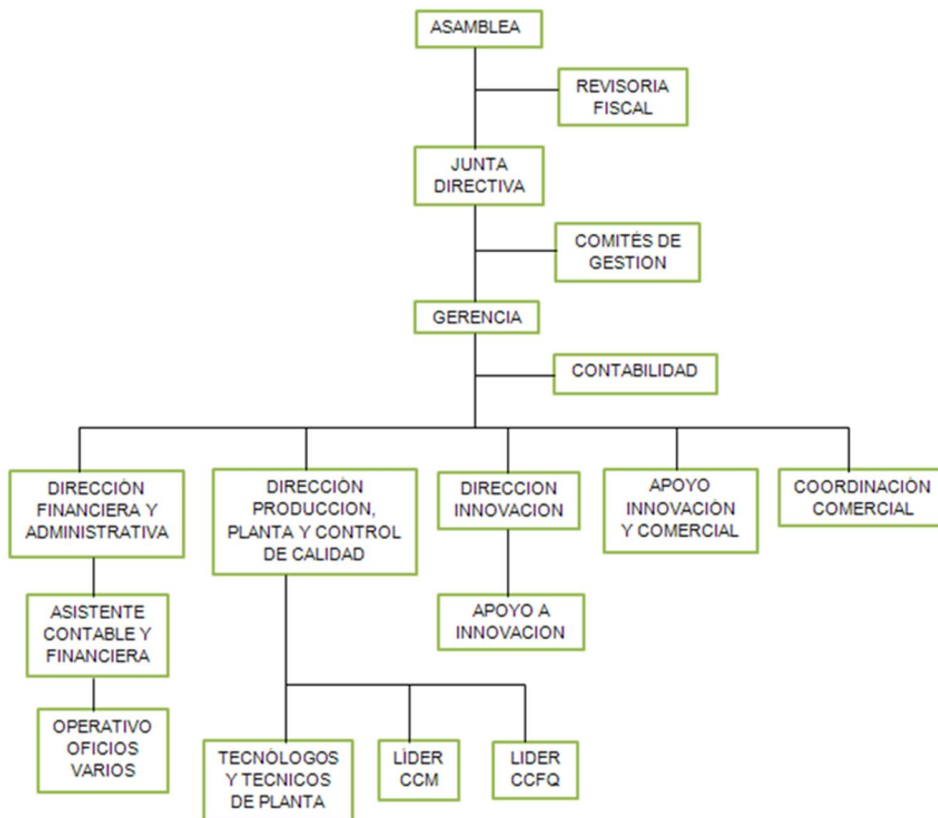 ASAMBLEA
REVISORIA
FISCAL
JUNTA
DIRECTIVA
COMITÉS DE
GESTION
GERENCIA
CONTABILIDAD
DIRECCIÓN
FINANCIERA Y
ADMINISTRATIVA
DIRECCIÓN
PRODUCCION,
PLANTA Y CONTROL
DE CALIDAD
DIRECCION
INNOVACION
APOYO
INNOVACIÓN
Y COMERCIAL
COORDINACIÓN
COMERCIAL
ASISTENTE
CONTABLE Y
FINANCIERA
APOYO A
INNOVACION
OPERATIVO
OFICIOS
VARIOS
TECNÓLOGOS
Y TECNICOS
DE PLANTA
LÍDER
CCM
LIDER
CCFQ